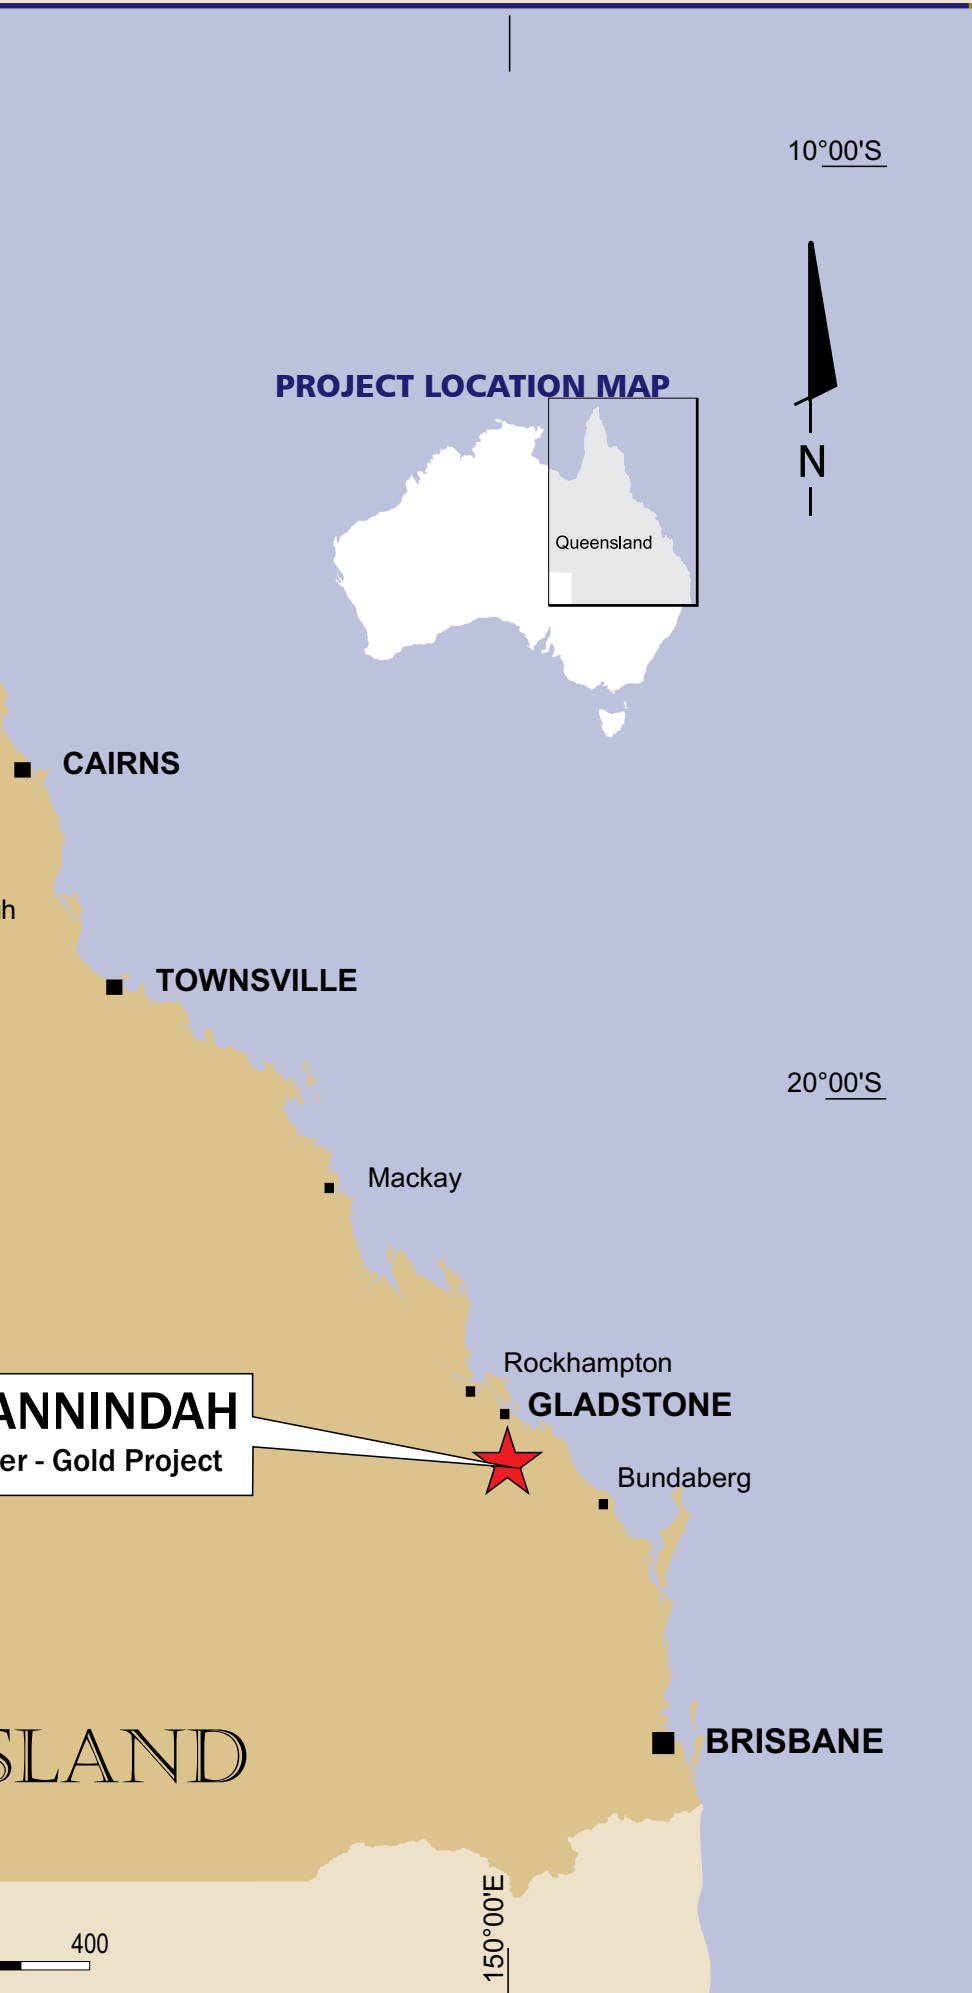 10°00'S
PROJECT LOCATION MAP
N
Queensland
CAIRNS
h
TOWNSVILLE
20°00'S
Mackay
Rockhampton
ANNINDAH
GLADSTONE
er - Gold Project
Bundaberg
SLAND
BRISBANE
150°00'E
400